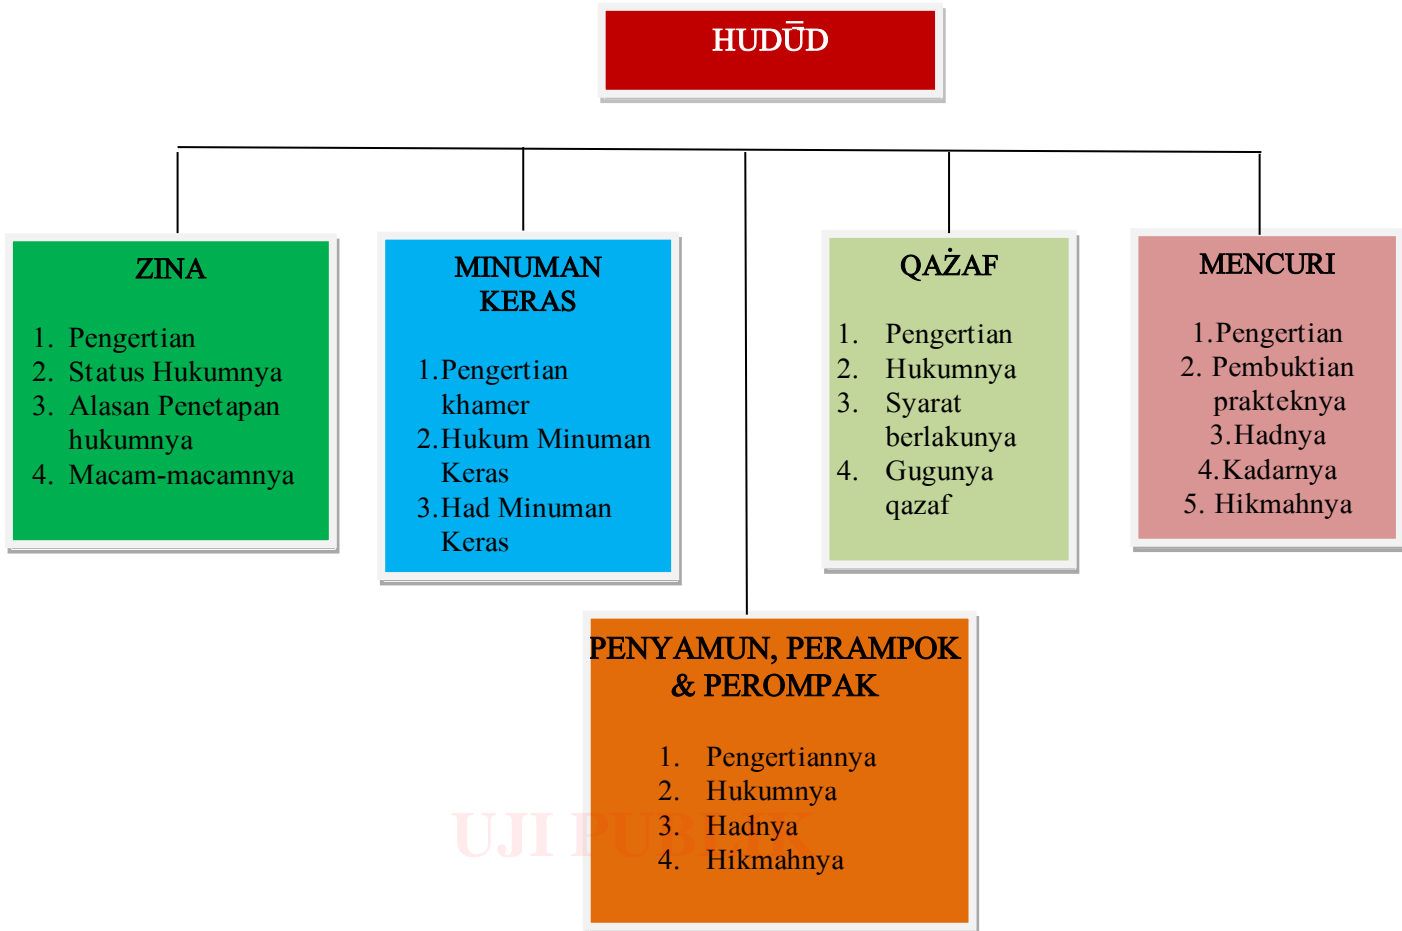 HUDŪD
ZINA
1. Pengertian
2. Status Hukumnya
3. Alasan Penetapan
hukumnya
4. Macam-macamnya
MINUMAN
KERAS
1.Pengertian
khamer
2.Hukum Minuman
Keras
3.Had Minuman
Keras
QAŻAF
1. Pengertian
2. Hukumnya
3. Syarat
berlakunya
4. Gugunya
qazaf
MENCURI
1.Pengertian
2. Pembuktian
prakteknya
3.Hadnya
4.Kadarnya
5. Hikmahnya
PENYAMUN, PERAMPOK
& PEROMPAK
1. Pengertiannya
2. Hukumnya
3. Hadnya
4. Hikmahnya
UJI PUBLIK